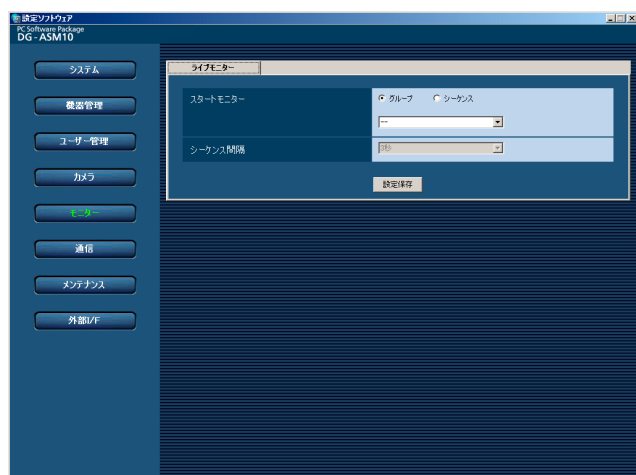 設定ソフトウェア
PC Software Package
DG-ASM10
システム
機器管理
ユーザー管理
カメラ
モニター
通信
メンテナンス
外部I/F
ライブモニター
スタートモニター
グループ シーケンス
--
シーケンス間隔
3秒
設定保存